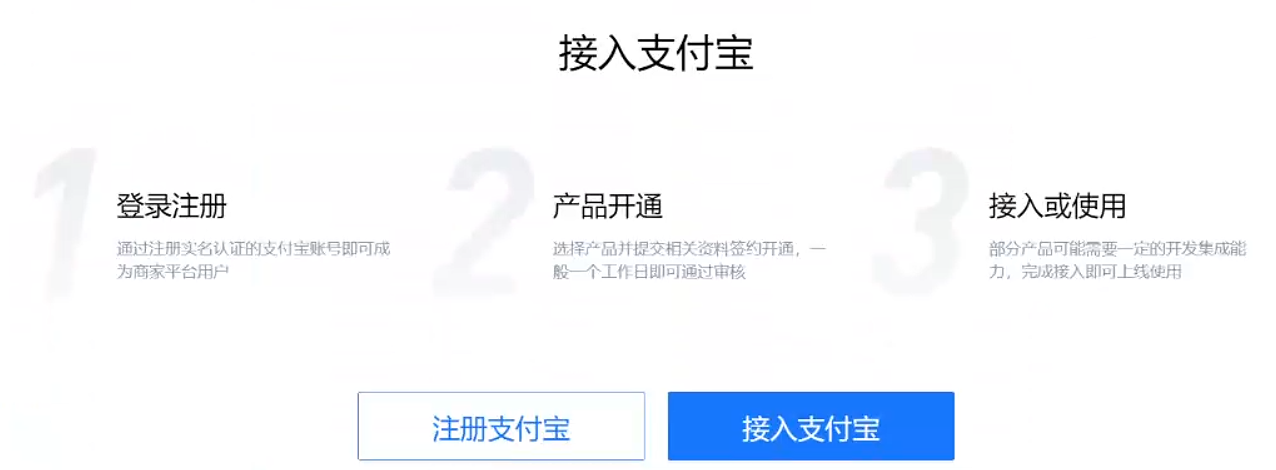 接入支付宝
1
登录注册
通过注册实名认证的支付宝账号即可成
为商家平台用户
2
产品开通
选择产品并提交相关资料签约开通，一
般一个工作日即可通过审核
3
接入或使用
部分产品可能需要一定的开发集成能
力，完成接入即可上线使用
注册支付宝
接入支付宝